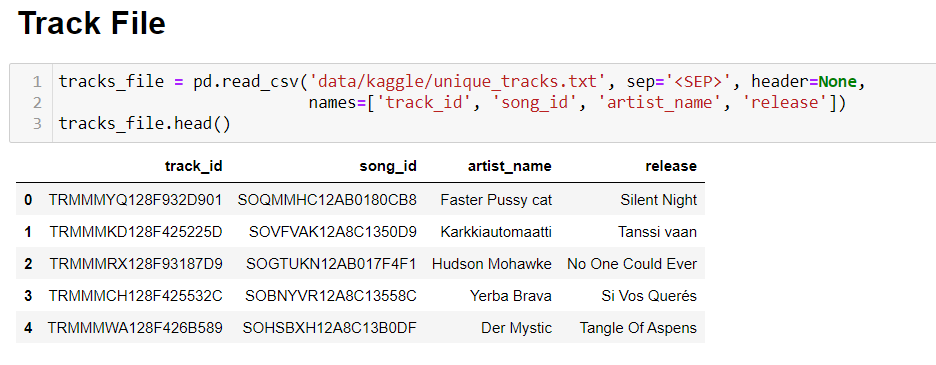 Track File
1 tracks_file = pd.read_csv('data/kaggle/unique_tracks.txt', sep='<SEP>', header=None,
2 names=['track_id', 'song_id', 'artist_name', 'release'])
3 tracks_file.head()
track_id song_id artist_name release
0 TRMMMYQ128F932D901 SOQMMHC12AB0180CB8 Faster Pussy cat Silent Night
1 TRMMMKD128F425225D SOVFVAK12A8C1350D9 Karkkiautomaatti Tanssi vaan
2 TRMMMRX128F93187D9 SOGTUKN12AB017F4F1 Hudson Mohawke No One Could Ever
3 TRMMMCH128F425532C SOBNYVR12A8C13558C Yerba Brava Si Vos Querés
4 TRMMMWA128F426B589 SOHSBXH12A8C13B0DF Der Mystic Tangle Of Aspens